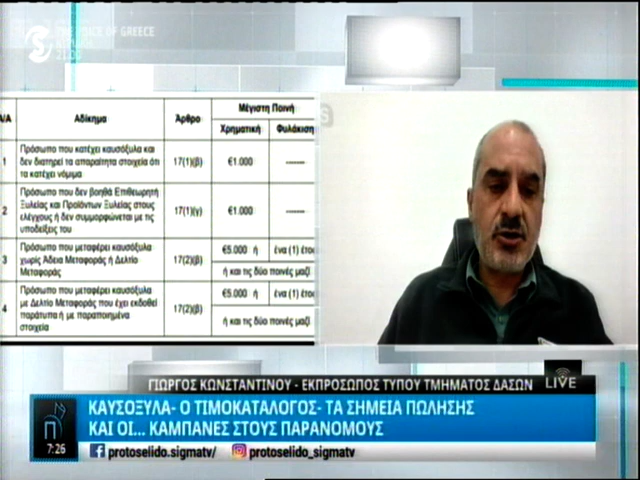 THE VOICE OF GREECE
21:00
Α/Α
Αδίκημα
Άρθρο
Μέγιστη Ποινή
Χρηματική
Φυλάκιση
1
Πρόσωπο που κατέχει καυσόξυλα και
δεν διατηρεί τα απαραίτητα στοιχεία ότι
τα κατέχει νόμιμα
17(1)(β)
€1.000
-------
2
Πρόσωπο που δεν βοηθά Επιθεωρητή
Ξυλείας και Προϊόντων Ξυλείας στους
ελέγχους ή δεν συμμορφώνεται με τις
υποδείξεις του
17(1)(γ)
€1.000
-------
3
Πρόσωπο που μεταφέρει καυσόξυλα
χωρίς Άδεια Μεταφοράς ή Δελτίο
Μεταφοράς
17(2)(β)
€5.000 ή
ένα (1) έτο
ή και τις δύο ποινές μαζί
4
Πρόσωπο που μεταφέρει καυσόξυλα
με Δελτίο Μεταφοράς που έχει εκδοθεί
παράτυπα ή με παραποιημένα
στοιχεία
17(2)(β)
€5.000 ή
ένα (1) έτο
ή και τις δύο ποινές μαζί
ΓΙΩΡΓΟΣ ΚΩΝΣΤΑΝΤΙΝΟΥ - ΕΚΠΡΟΣΩΠΟΣ ΤΥΠΟΥ ΤΜΗΜΑΤΟΣ ΔΑΣΩΝ
LIVE
ΚΑΥΣΟΞΥΛΑ- Ο ΤΙΜΟΚΑΤΑΛΟΓΟΣ- ΤΑ ΣΗΜΕΙΑ ΠΩΛΗΣΗΣ
ΚΑΙ ΟΙ... ΚΑΜΠΑΝΕΣ ΣΤΟΥΣ ΠΑΡΑΝΟΜΟΥΣ
7:26
protoselido.sigmatv/
protoselido_sigmatv